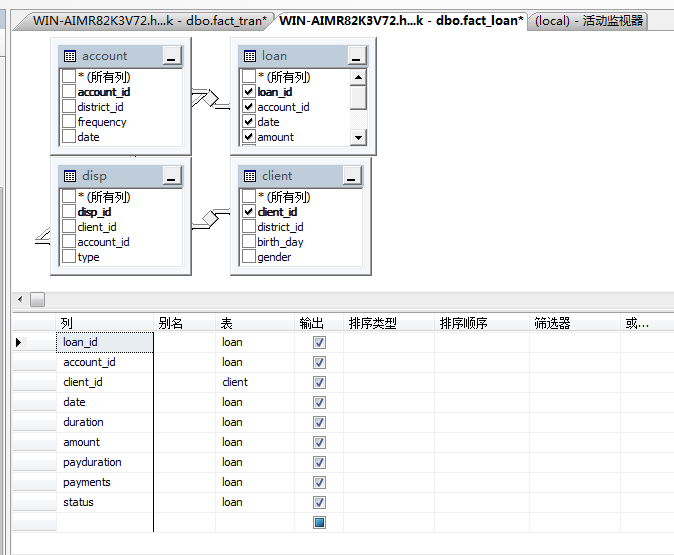 WIN-AIMR82K3V72.h...k - dbo.fact_tran* WIN-AIMR82K3V72.h...k - dbo.fact_loan* (local) - 活动监视器
account
* (所有列)
account_id
district_id
frequency
date
loan
* (所有列)
loan_id
account_id
date
amount
disp
* (所有列)
disp_id
client_id
account_id
type
client
* (所有列)
client_id
district_id
birth_day
gender
列 别名 表 输出 排序类型 排序顺序 筛选器 或...
loan_id loan
account_id loan
client_id client
date loan
duration loan
amount loan
payduration loan
payments loan
status loan